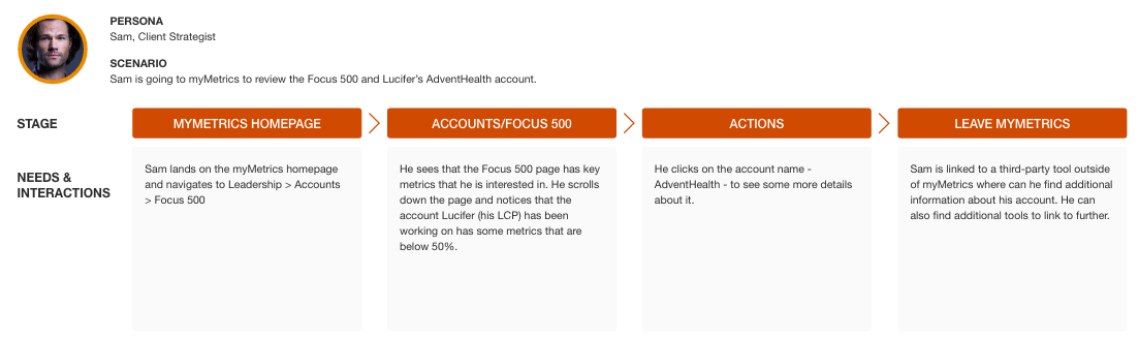 PERSONA
Sam, Client Strategist
SCENARIO
Sam is going to myMetrics to review the Focus 500 and Lucifer's AdventHealth account.
STAGE
MYMETRICS HOMEPAGE
ACCOUNTS/FOCUS 500
ACTIONS
LEAVE MYMETRICS
NEEDS &
INTERACTIONS
Sam lands on the myMetrics homepage
and navigates to Leadership > Accounts
> Focus 500
He sees that the Focus 500 page has key
metrics that he is interested in. He scrolls
down the page and notices that the
account Lucifer (his LCP) has been
working on has some metrics that are
below 50%.
He clicks on the account name -
AdventHealth - to see some more details
about it.
Sam is linked to a third-party tool outside
of myMetrics where can he find additional
information about his account. He can
also find additional tools to link to further.